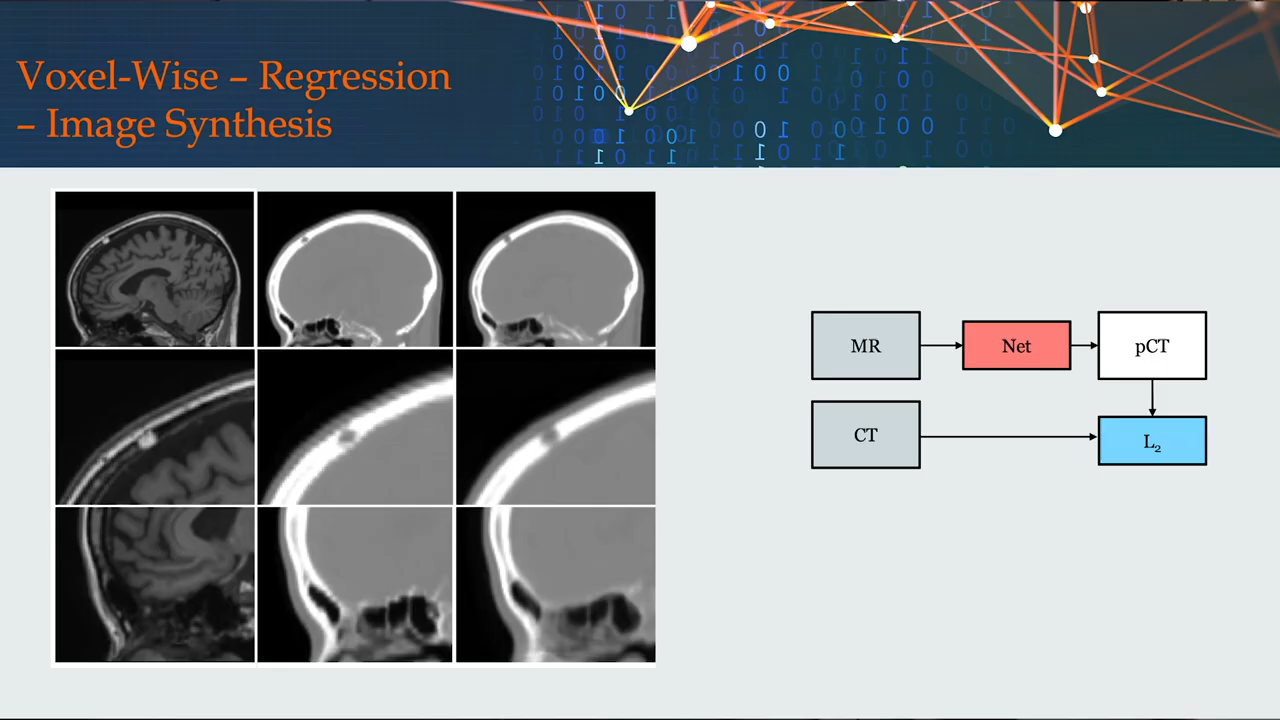 Voxel-Wise – Regression
– Image Synthesis
MR
Net
pCT
CT
L₂